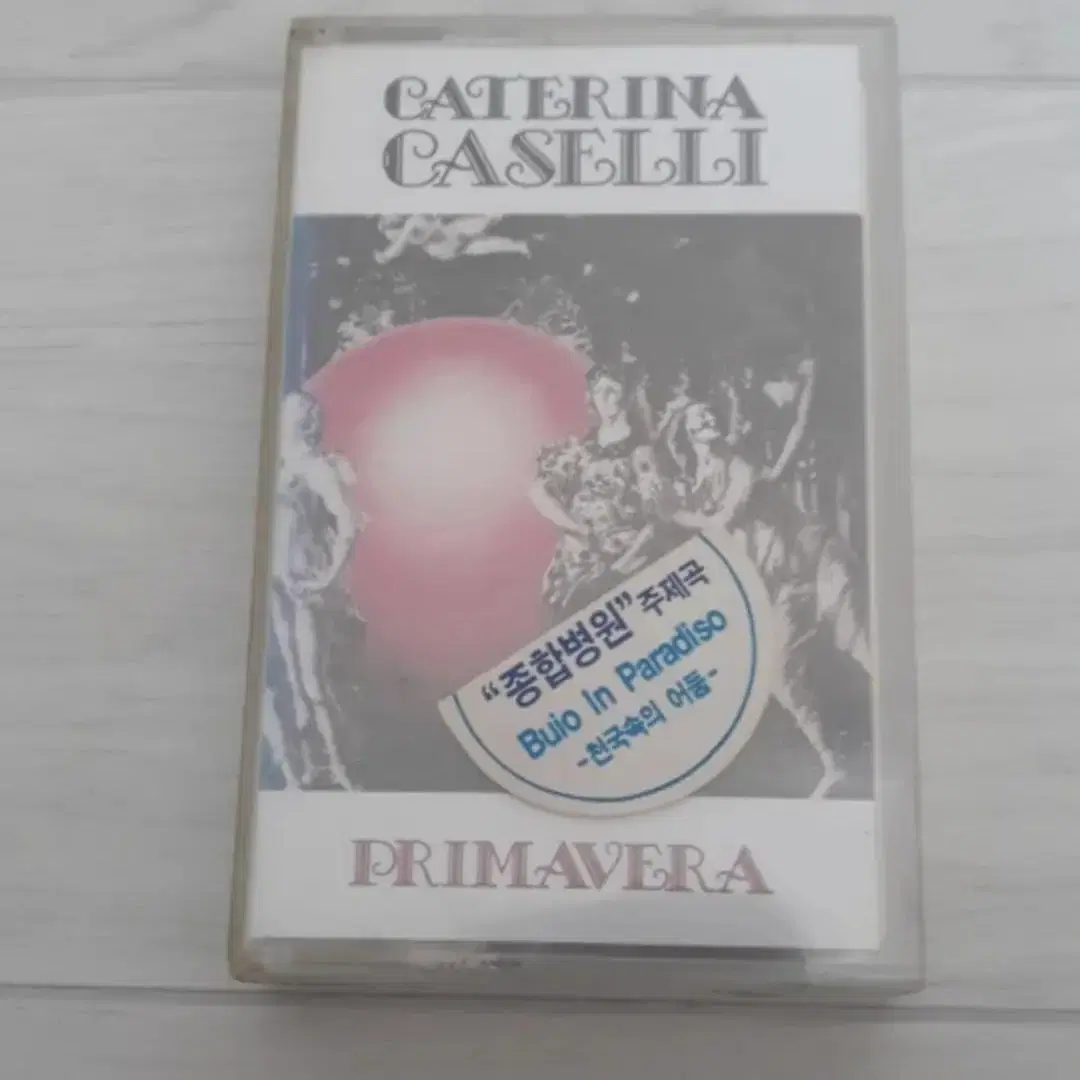 CATERINA
CASELLI
"종합병원" 주제곡
Buio In Paradiso
-천국속의 어둠-
PRIMAVERA